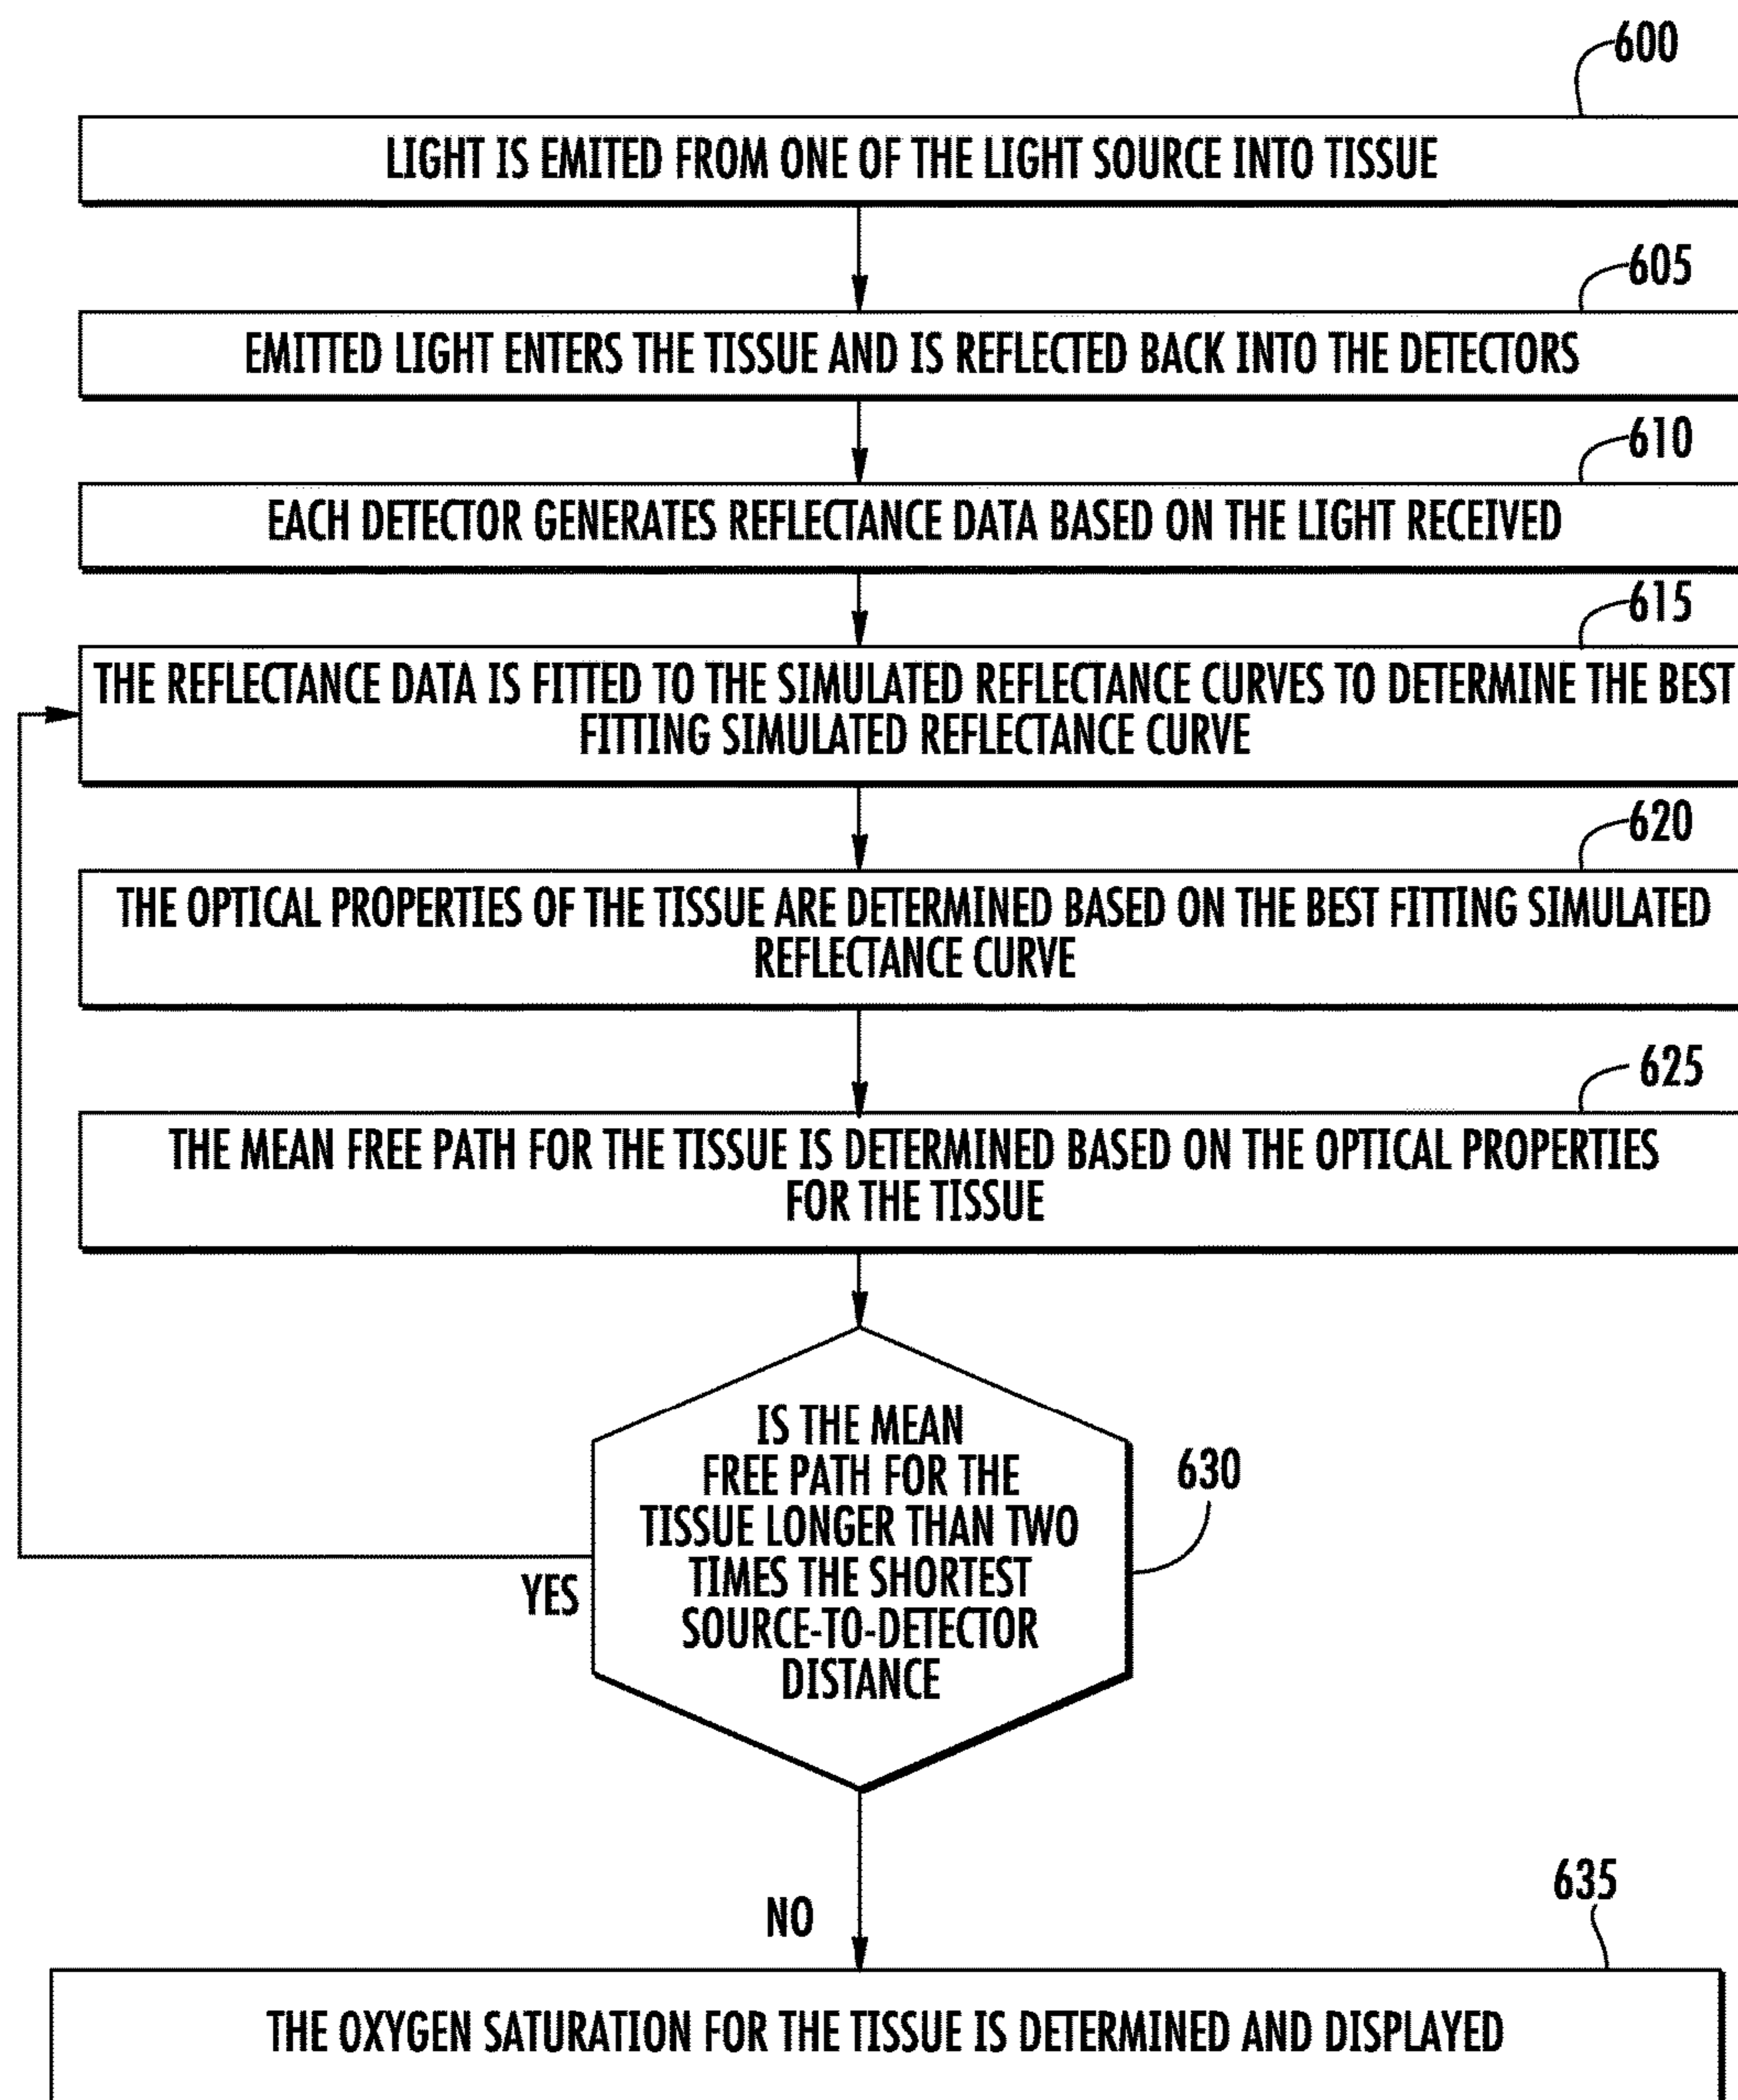 600
LIGHT IS EMITED FROM ONE OF THE LIGHT SOURCE INTO TISSUE
605
EMITTED LIGHT ENTERS THE TISSUE AND IS REFLECTED BACK INTO THE DETECTORS
610
EACH DETECTOR GENERATES REFLECTANCE DATA BASED ON THE LIGHT RECEIVED
615
THE REFLECTANCE DATA IS FITTED TO THE SIMULATED REFLECTANCE CURVES TO DETERMINE THE BEST
FITTING SIMULATED REFLECTANCE CURVE
620
THE OPTICAL PROPERTIES OF THE TISSUE ARE DETERMINED BASED ON THE BEST FITTING SIMULATED
REFLECTANCE CURVE
625
THE MEAN FREE PATH FOR THE TISSUE IS DETERMINED BASED ON THE OPTICAL PROPERTIES
FOR THE TISSUE
IS THE MEAN
FREE PATH FOR THE
TISSUE LONGER THAN TWO
TIMES THE SHORTEST
SOURCE-TO-DETECTOR
DISTANCE
630
YES
NO
635
THE OXYGEN SATURATION FOR THE TISSUE IS DETERMINED AND DISPLAYED